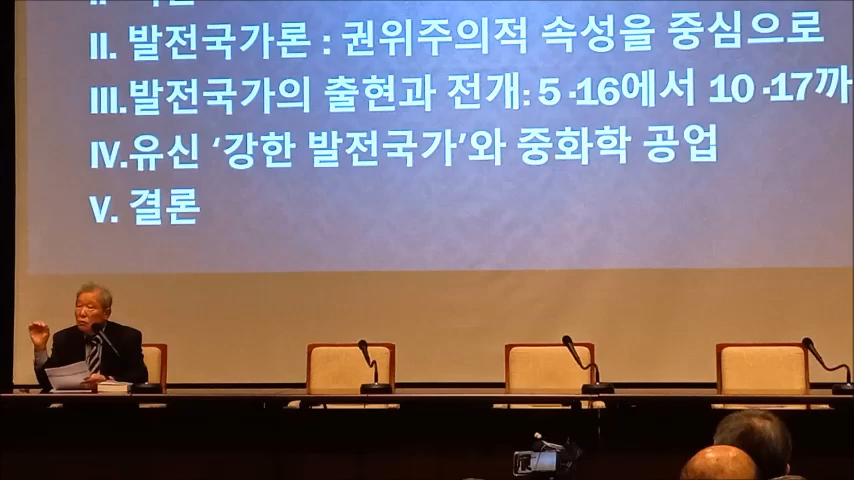 II. 발전국가론 : 권위주의적 속성을 중심으로
III.발전국가의 출현과 전개: 5·16에서 10·17까
IV.유신 ‘강한 발전국가’와 중화학 공업
V. 결론